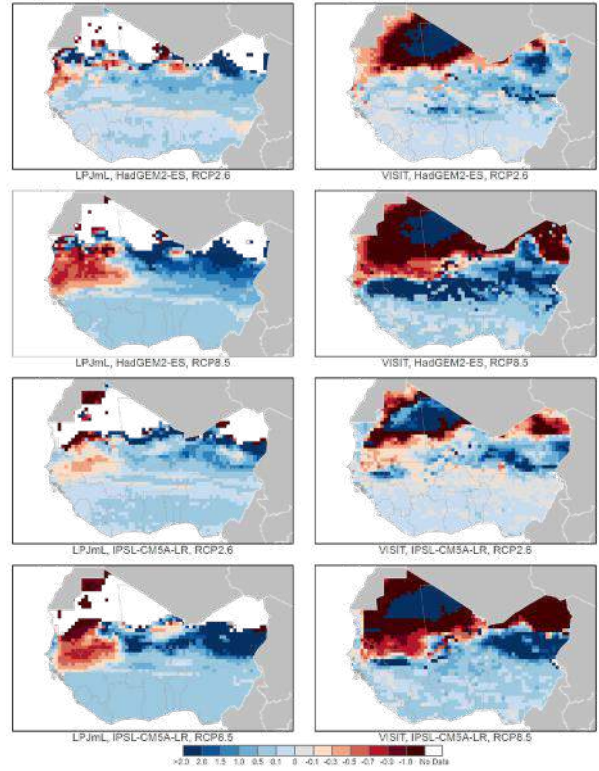 LPJmL, HadGEM2-ES, RCP2.6
VISIT, HadGEM2-ES, RCP2.6
LPJmL, HadGEM2-ES, RCP8.5
VISIT, HadGEM2-ES, RCP8.5
LPJmL, IPSL-CM5A-LR, RCP2.6
VISIT, IPSL-CM5A-LR, RCP2.6
LPJmL, IPSL-CM5A-LR, RCP8.5
VISIT, IPSL-CM5A-LR, RCP8.5
>2.0 2.0 1.5 1.0 0.5 0.1 0 -0.1 -0.3 -0.5 -0.7 -0.9 -1.0 No Data